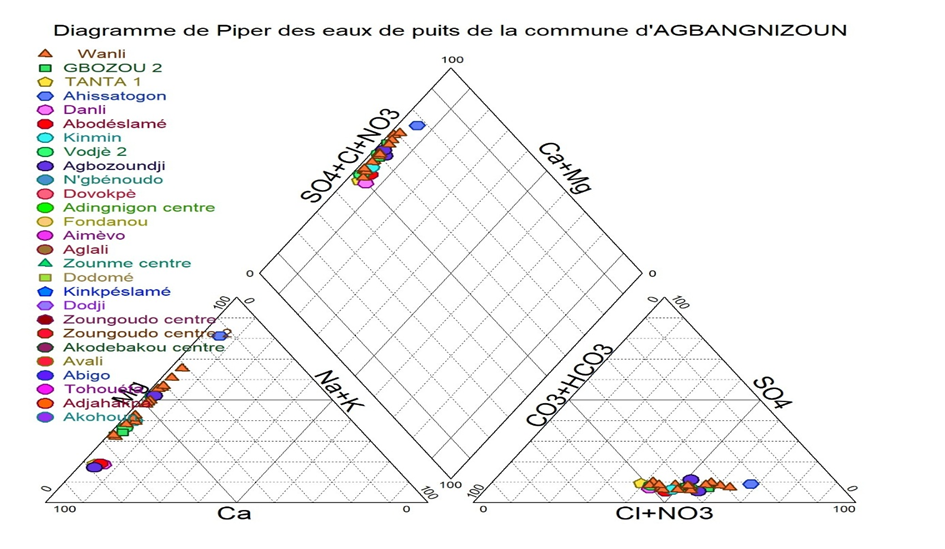 Diagramme de Piper des eaux de puits de la commune d'AGBANGNIZOUN
Wanli
GBOZOU 2
TANTA 1
Ahissatogon
Danli
Abodéslamé
Kinmin
Vodjè 2
Agbozoundji
N'gbénoudo
Dovokpè
Adingnigon centre
Fondanou
Aimèvo
Aglali
Zounme centre
Dodomé
Kinkpéslamé
Dodji
Zoungoudo centre
Zoungoudo centre 2
Akodebakou centre
Avali
Abigo
100
SO4+Cl+NO3
Ca+Mg
0
0
100
100
0
Mg
Na+K
0
100
100
Ca
0
0
100
CO3+HCO3
SO4
100
0
0
Cl+NO3
100